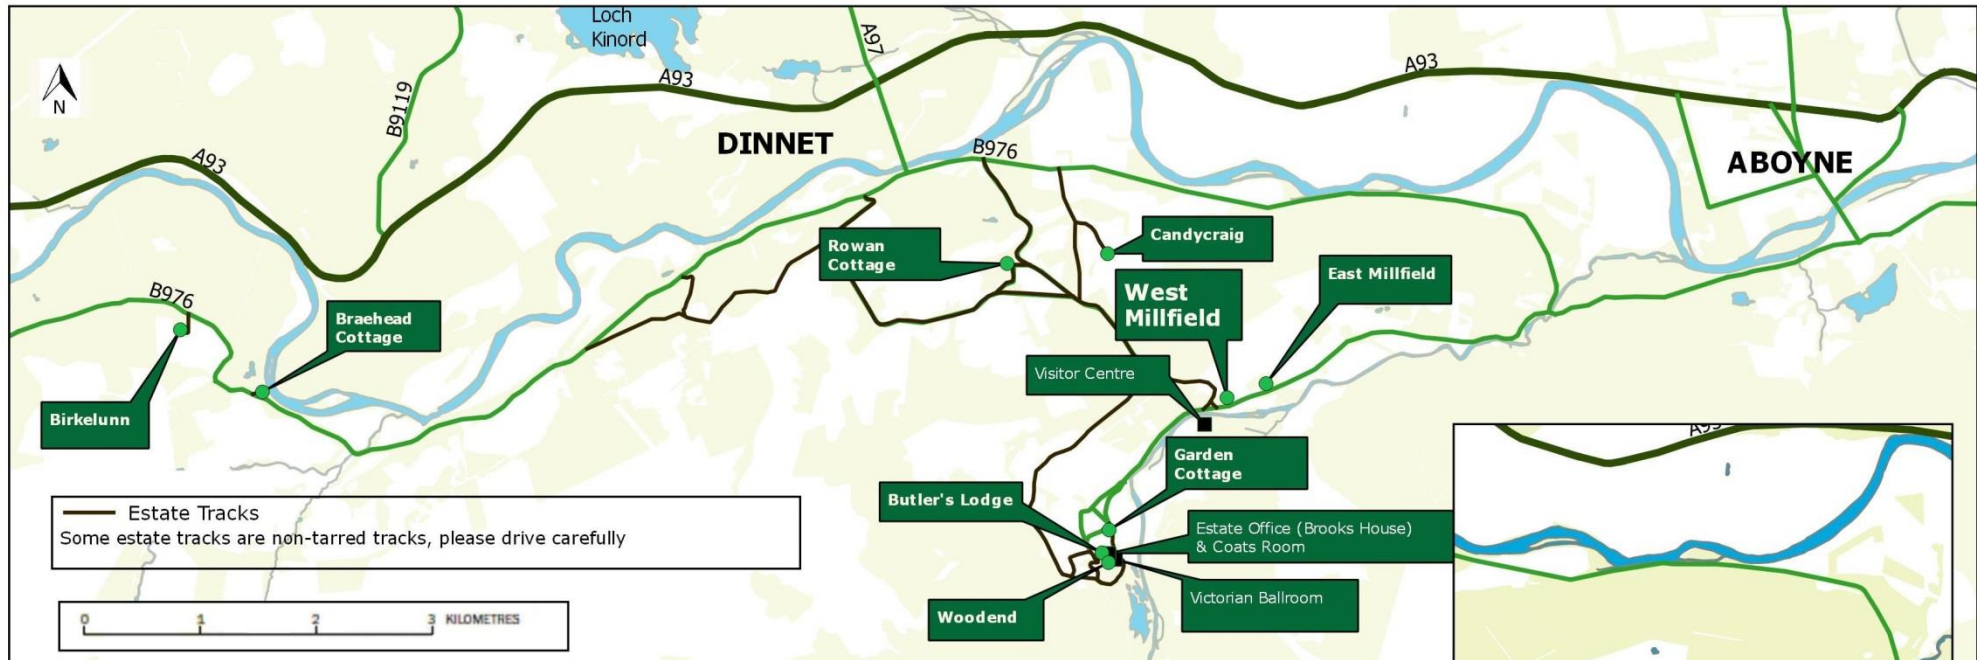 Loch
Kinord
A97
A93
A93
B9119
DINNET
B976
A93
ABOYNE
N
Candycraig
Rowan
Cottage
East Millfield
West
Millfield
B976
Braehead
Cottage
Visitor Centre
Birkelunn
A93
Garden
Cottage
Butler's Lodge
Estate Tracks
Some estate tracks are non-tarred tracks, please drive carefully
Estate Office (Brooks House)
& Coats Room
Victorian Ballroom
Woodend
0 1 2 3 KILOMETRES